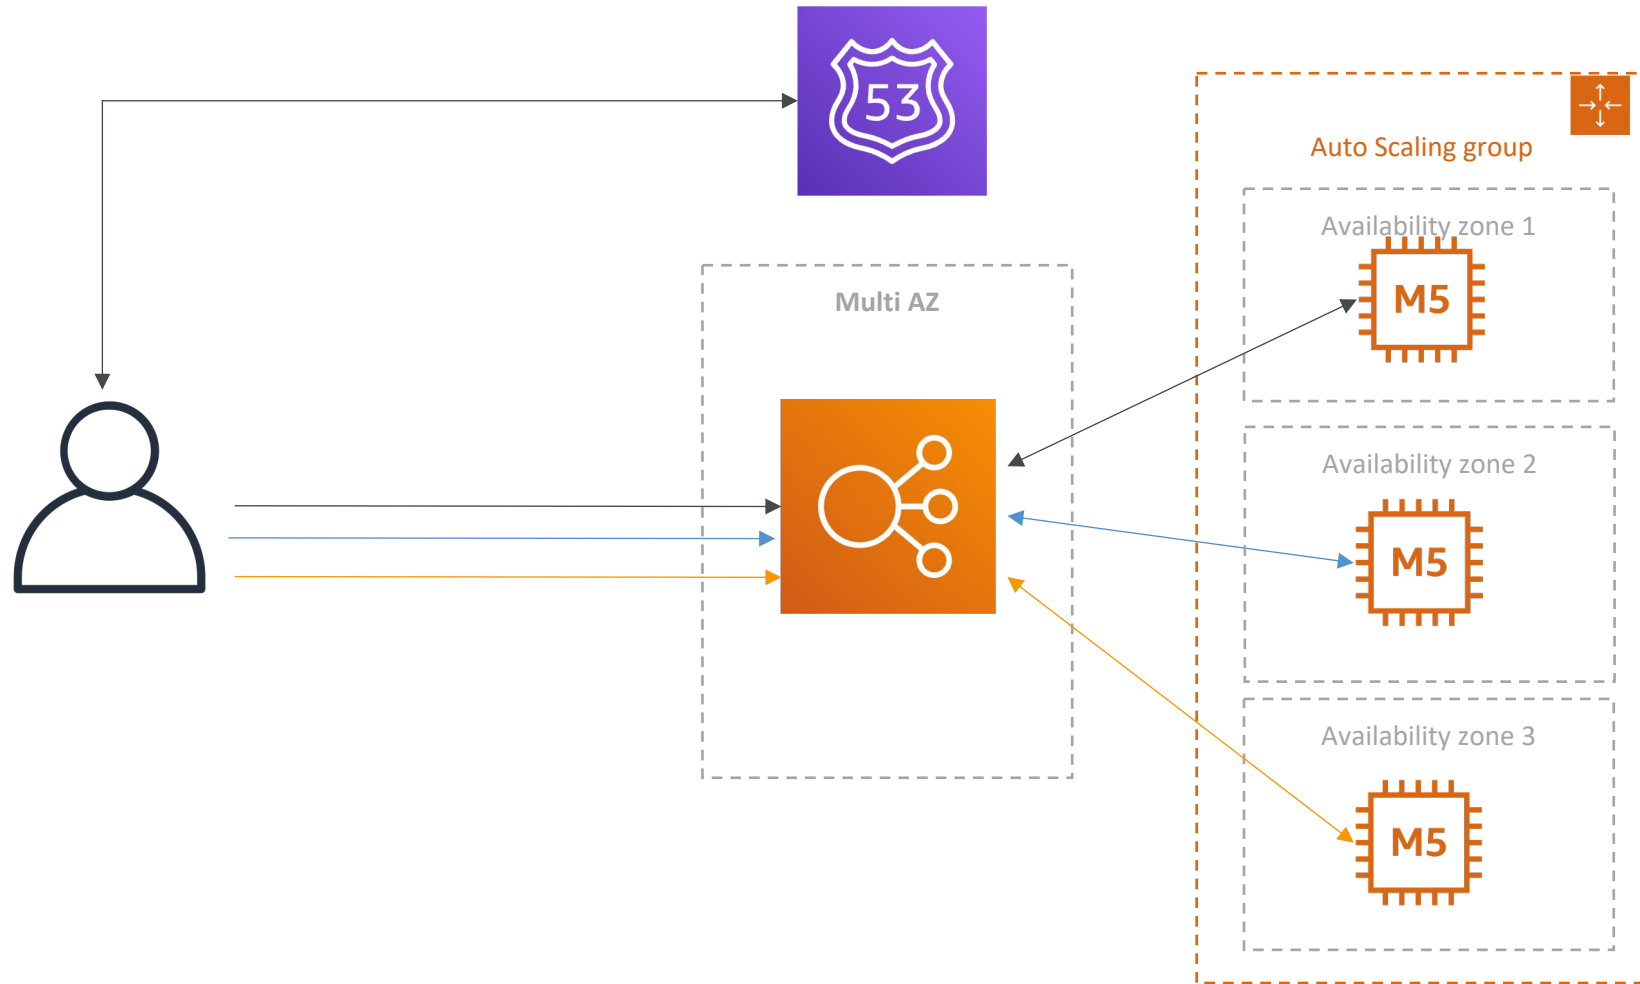 53
Auto Scaling group
Availability zone 1
M5
Multi AZ
Availability zone 2
M5
Availability zone 3
M5